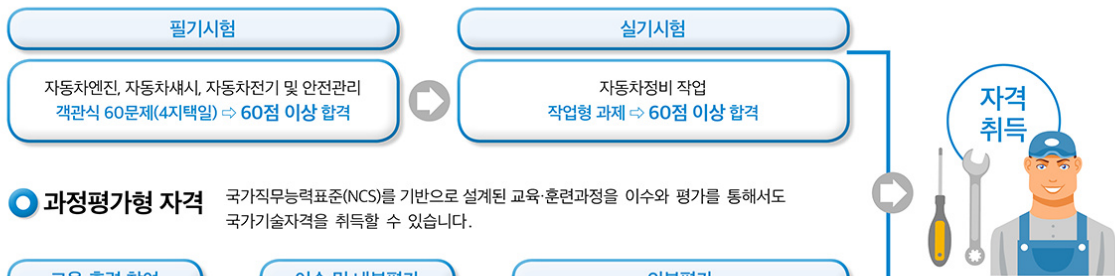 필기시험
실기시험
자동차엔진, 자동차섀시, 자동차전기 및 안전관리
객관식 60문제(4지택일) ⇨ 60점 이상 합격
자동차정비 작업
작업형 과제 ⇨ 60점 이상 합격
자격
취득
과정평가형 자격
국가직무능력표준(NCS)를 기반으로 설계된 교육·훈련과정을 이수와 평가를 통해서도
국가기술자격을 취득할 수 있습니다.